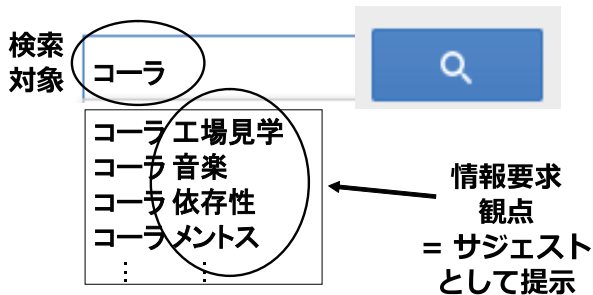 検索
対象
コーラ
コーラ 工場見学
コーラ 音楽
コーラ 依存性
コーラ メントス
⋮ ⋮
情報要求
観点
= サジェスト
として提示